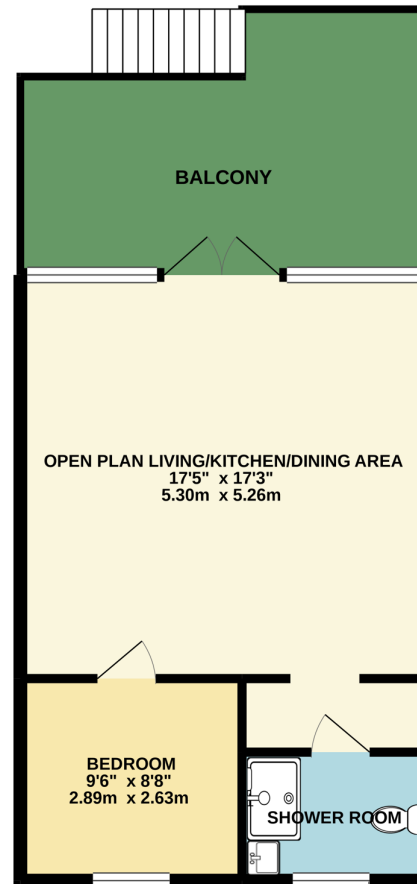 BALCONY
OPEN PLAN LIVING/KITCHEN/DINING AREA
17'5" x 17'3"
5.30m x 5.26m
BEDROOM
9'6" x 8'8"
2.89m x 2.63m
SHOWER ROOM